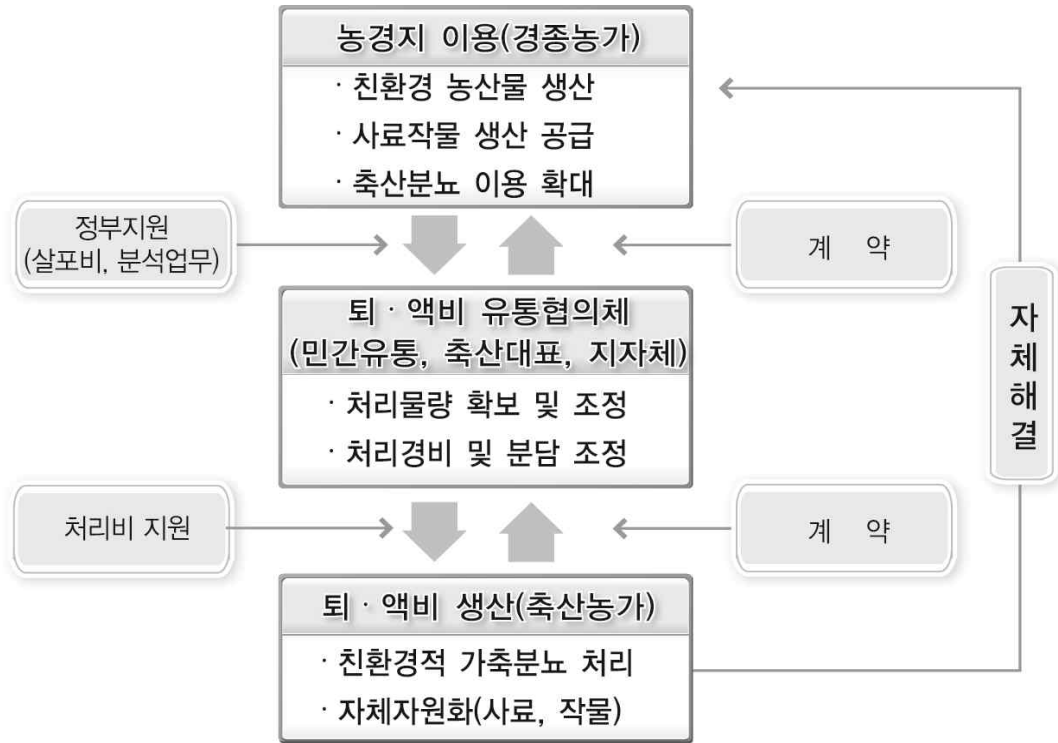 농경지 이용(경종농가)
· 친환경 농산물 생산
· 사료작물 생산 공급
· 축산분뇨 이용 확대
정부지원
(살포비, 분석업무)
계 약
퇴 · 액비 유통협의체
(민간유통, 축산대표, 지자체)
· 처리물량 확보 및 조정
· 처리경비 및 분담 조정
자체해결
처리비 지원
계 약
퇴 · 액비 생산(축산농가)
· 친환경적 가축분뇨 처리
· 자체자원화(사료, 작물)